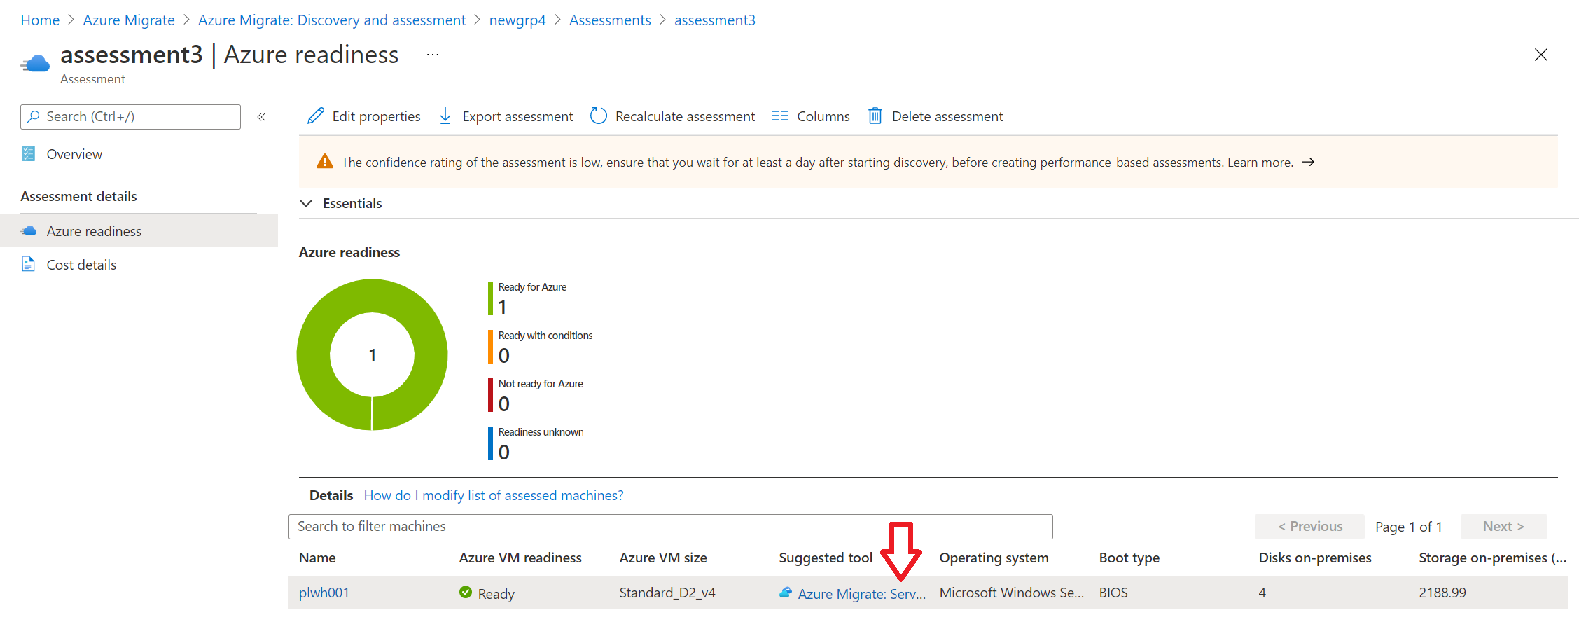 Home > Azure Migrate > Azure Migrate: Discovery and assessment > newgrp4 > Assessments > assessment3
assessment3 | Azure readiness ...
Assessment
Search (Ctrl+/) «
Edit properties Export assessment Recalculate assessment Columns Delete assessment
Overview
The confidence rating of the assessment is low, ensure that you wait for at least a day after starting discovery, before creating performance-based assessments. Learn more. →
Assessment details
Essentials
Azure readiness
Cost details
Azure readiness
1
Ready for Azure
1
Ready with conditions
0
Not ready for Azure
0
Readiness unknown
0
Details How do I modify list of assessed machines?
Search to filter machines < Previous Page 1 of 1 Next >
Name Azure VM readiness Azure VM size Suggested tool Operating system Boot type Disks on-premises Storage on-premises (...
plwh001 Ready Standard_D2_v4 Azure Migrate: Serv... Microsoft Windows Se... BIOS 4 2188.99